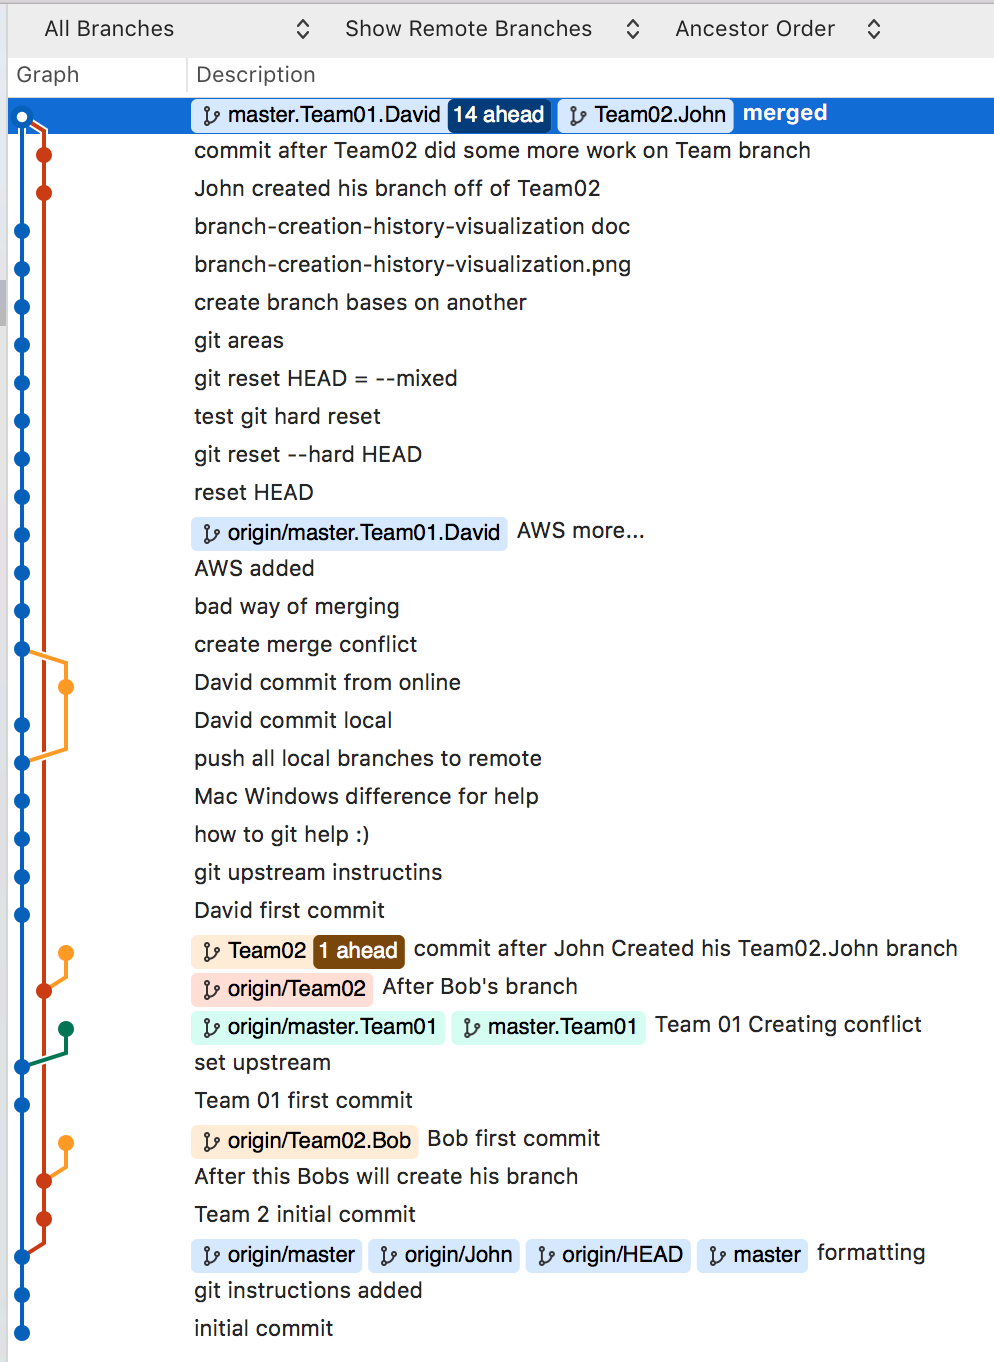 All Branches Show Remote Branches Ancestor Order
Graph Description
master.Team01.David 14 ahead Team02.John merged
commit after Team02 did some more work on Team branch
John created his branch off of Team02
branch-creation-history-visualization doc
branch-creation-history-visualization.png
create branch bases on another
git areas
git reset HEAD = --mixed
test git hard reset
git reset --hard HEAD
reset HEAD
origin/master.Team01.David AWS more...
AWS added
bad way of merging
create merge conflict
David commit from online
David commit local
push all local branches to remote
Mac Windows difference for help
how to git help :)
git upstream instructins
David first commit
Team02 1 ahead commit after John Created his Team02.John branch
origin/Team02 After Bob's branch
origin/master.Team01 master.Team01 Team 01 Creating conflict
set upstream
Team 01 first commit
origin/Team02.Bob Bob first commit
After this Bobs will create his branch
Team 2 initial commit
origin/master origin/John origin/HEAD master formatting
git instructions added
initial commit